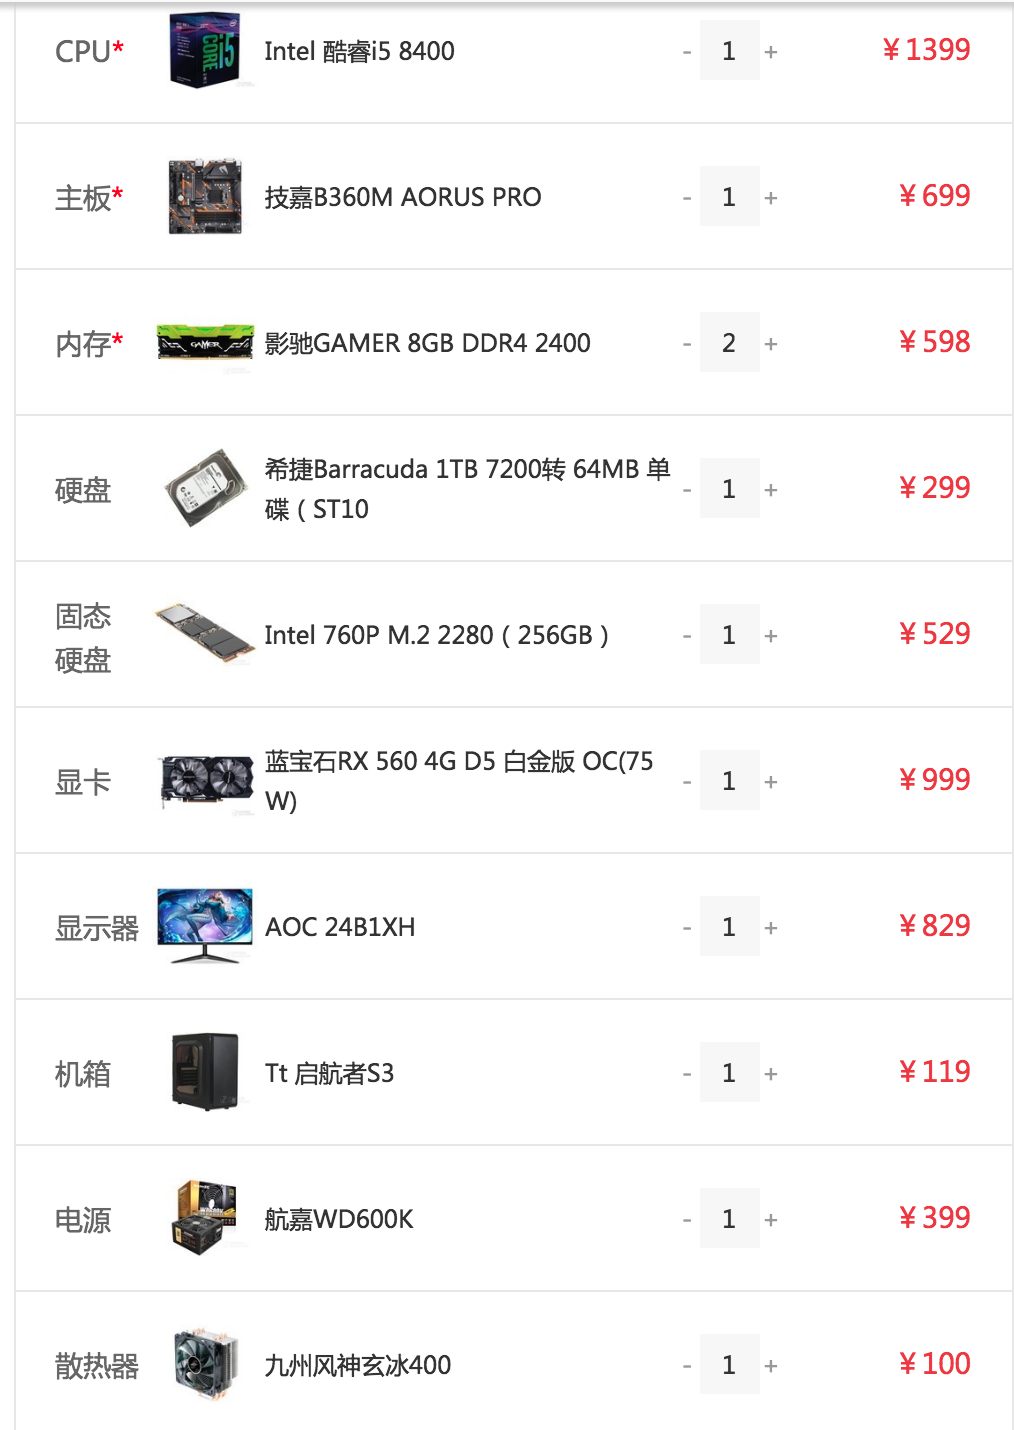 CPU*
Intel 酷睿i5 8400
- 1 +
¥1399
主板*
技嘉B360M AORUS PRO
- 1 +
¥699
内存*
影驰GAMER 8GB DDR4 2400
- 2 +
¥598
硬盘
希捷Barracuda 1TB 7200转 64MB 单
碟（ST10
- 1 +
¥299
固态
硬盘
Intel 760P M.2 2280（256GB）
- 1 +
¥529
显卡
蓝宝石RX 560 4G D5 白金版 OC(75
W)
- 1 +
¥999
显示器
AOC 24B1XH
- 1 +
¥829
机箱
Tt 启航者S3
- 1 +
¥119
电源
航嘉WD600K
- 1 +
¥399
散热器
九州风神玄冰400
- 1 +
¥100